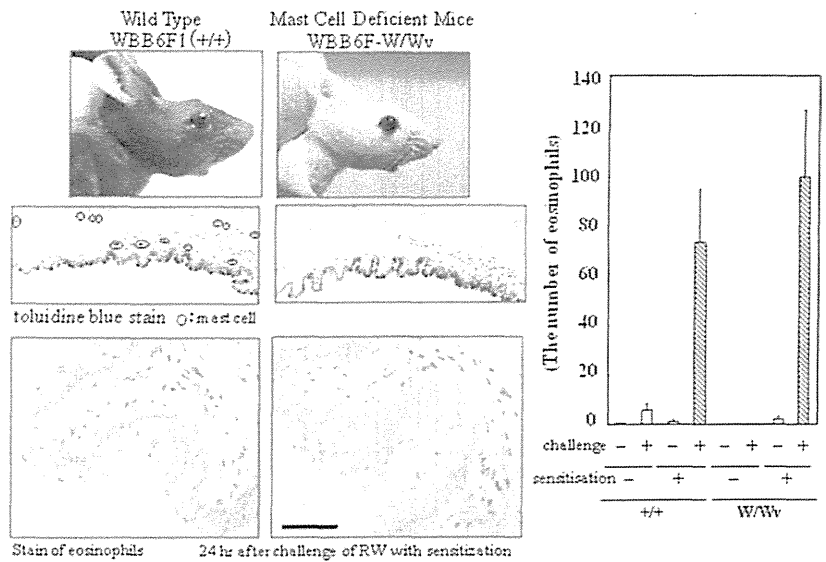 Wild Type
WBB6F1 (+/+)
Mast Cell Deficient Mice
WBB6F-W/Wv
toluidine blue stain O:mast cell
Stain of eosinophils
24 hr after challenge of RW with sensitization
(The number of eosinophils)
140
120
100
80
60
40
20
0
challenge - + - + - + - +
sensitisation - + - +
+/+ W/Wv